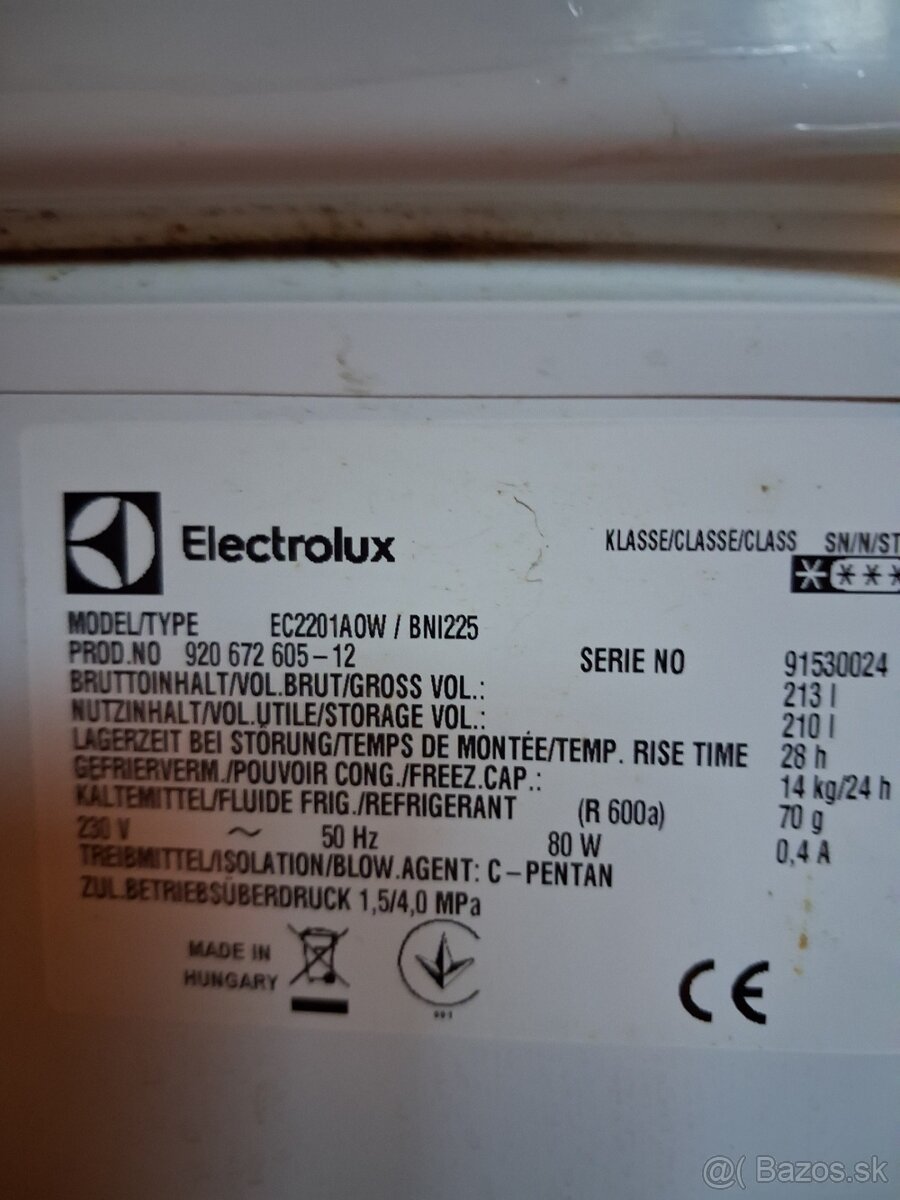 Electrolux
KLASSE/CLASSE/CLASS SN/N/ST
MODEL/TYPE EC2201AOW / BNI225
PROD.NO 920 672 605-12 SERIE NO 91530024
BRUTTOINHALT/VOL.BRUT/GROSS VOL.: 213 l
NUTZINHALT/VOL.UTILE/STORAGE VOL.: 210 l
LAGERZEIT BEI STÖRUNG/TEMPS DE MONTÉE/TEMP. RISE TIME 28 h
GEFRIERVERM./POUVOIR CONG./FREEZ.CAP.: 14 kg/24 h
KALTEMITTEL/FLUIDE FRIG./REFRIGERANT (R 600a) 70 g
230 V ~ 50 Hz 80 W 0,4 A
TREIBMITTEL/ISOLATION/BLOW.AGENT: C-PENTAN
ZUL.BETRIEBSÜBERDRUCK 1,5/4,0 MPa
MADE IN
HUNGARY
CE
@( Bazos.sk